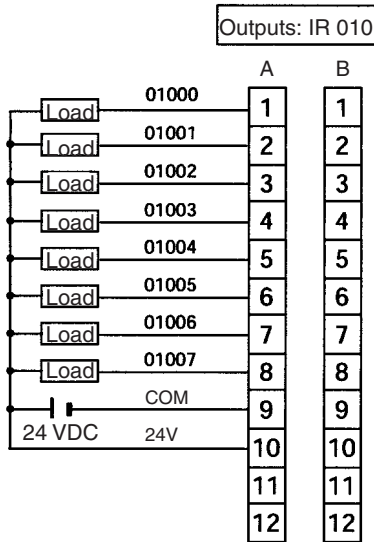 Outputs: IR 010
A B
Load 01000 1 1
Load 01001 2 2
Load 01002 3 3
Load 01003 4 4
Load 01004 5 5
Load 01005 6 6
Load 01006 7 7
Load 01007 8 8
COM 9 9
24 VDC 24V 10 10
11 11
12 12